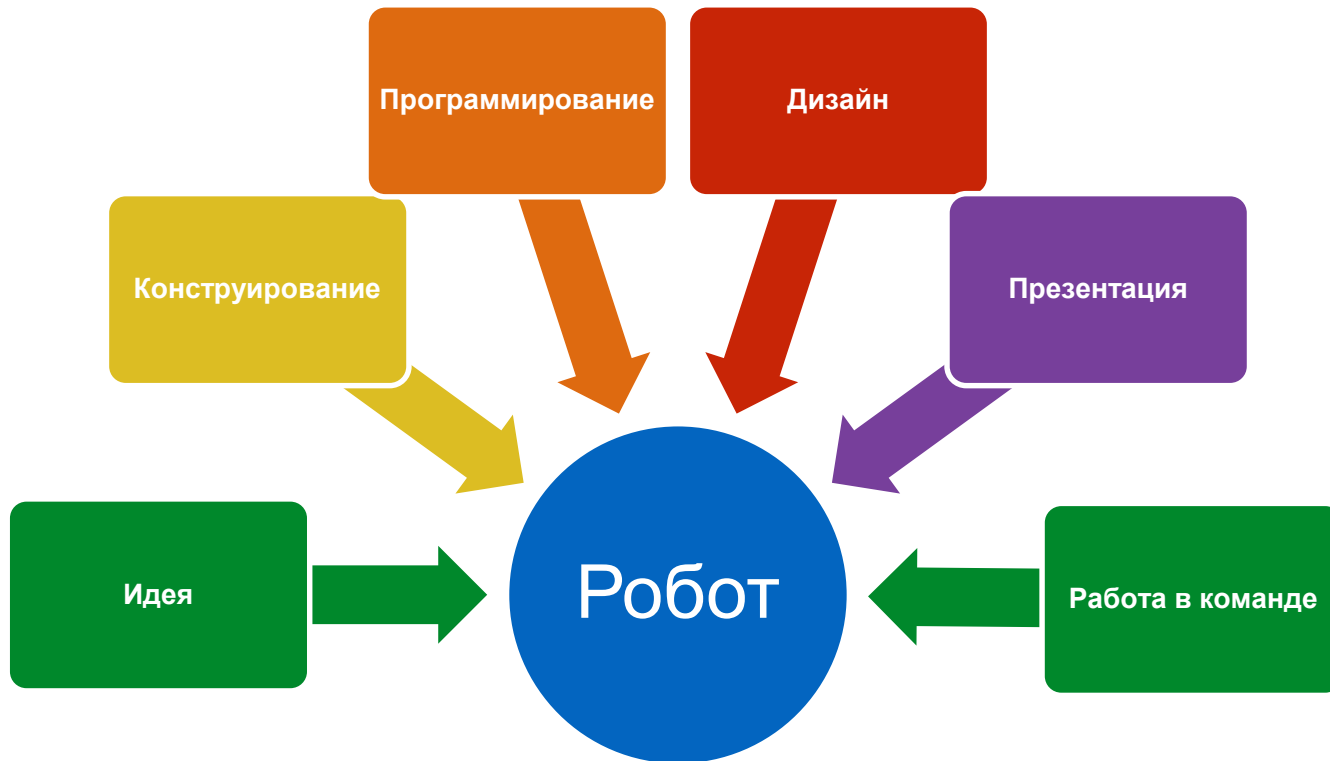 Программирование
Дизайн
Конструирование
Презентация
Идея
Робот
Работа в команде